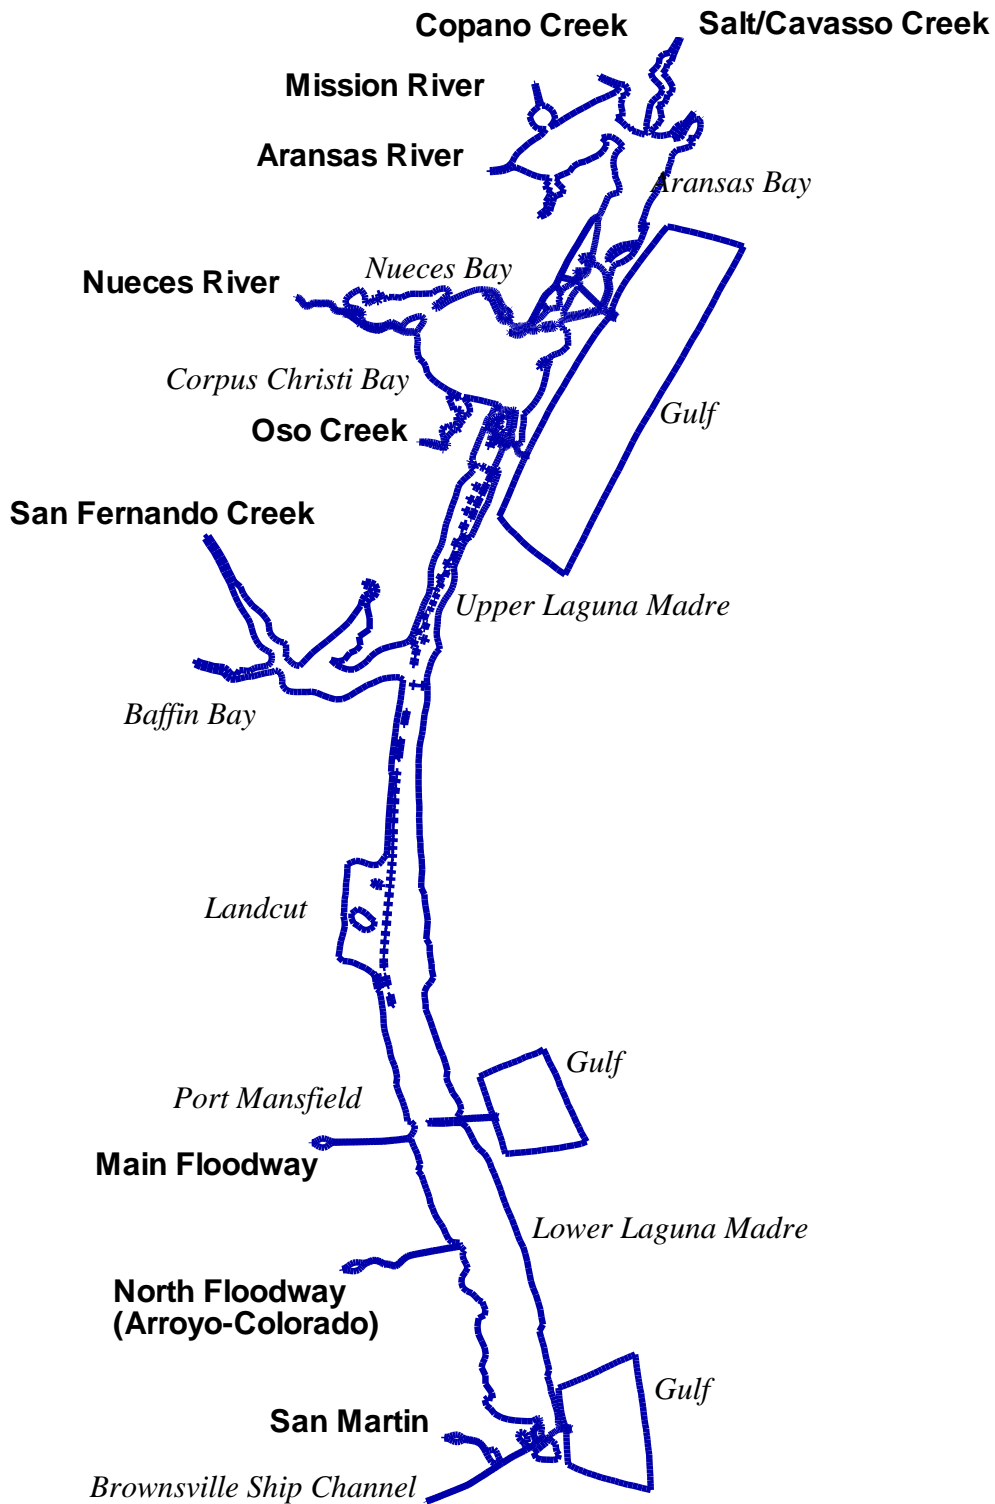 Copano Creek
Salt/Cavasso Creek
Mission River
Aransas River
Aransas Bay
Nueces Bay
Nueces River
Corpus Christi Bay
Gulf
Oso Creek
San Fernando Creek
Upper Laguna Madre
Baffin Bay
Landcut
Gulf
Port Mansfield
Main Floodway
Lower Laguna Madre
North Floodway
(Arroyo-Colorado)
Gulf
San Martin
Brownsville Ship Channel